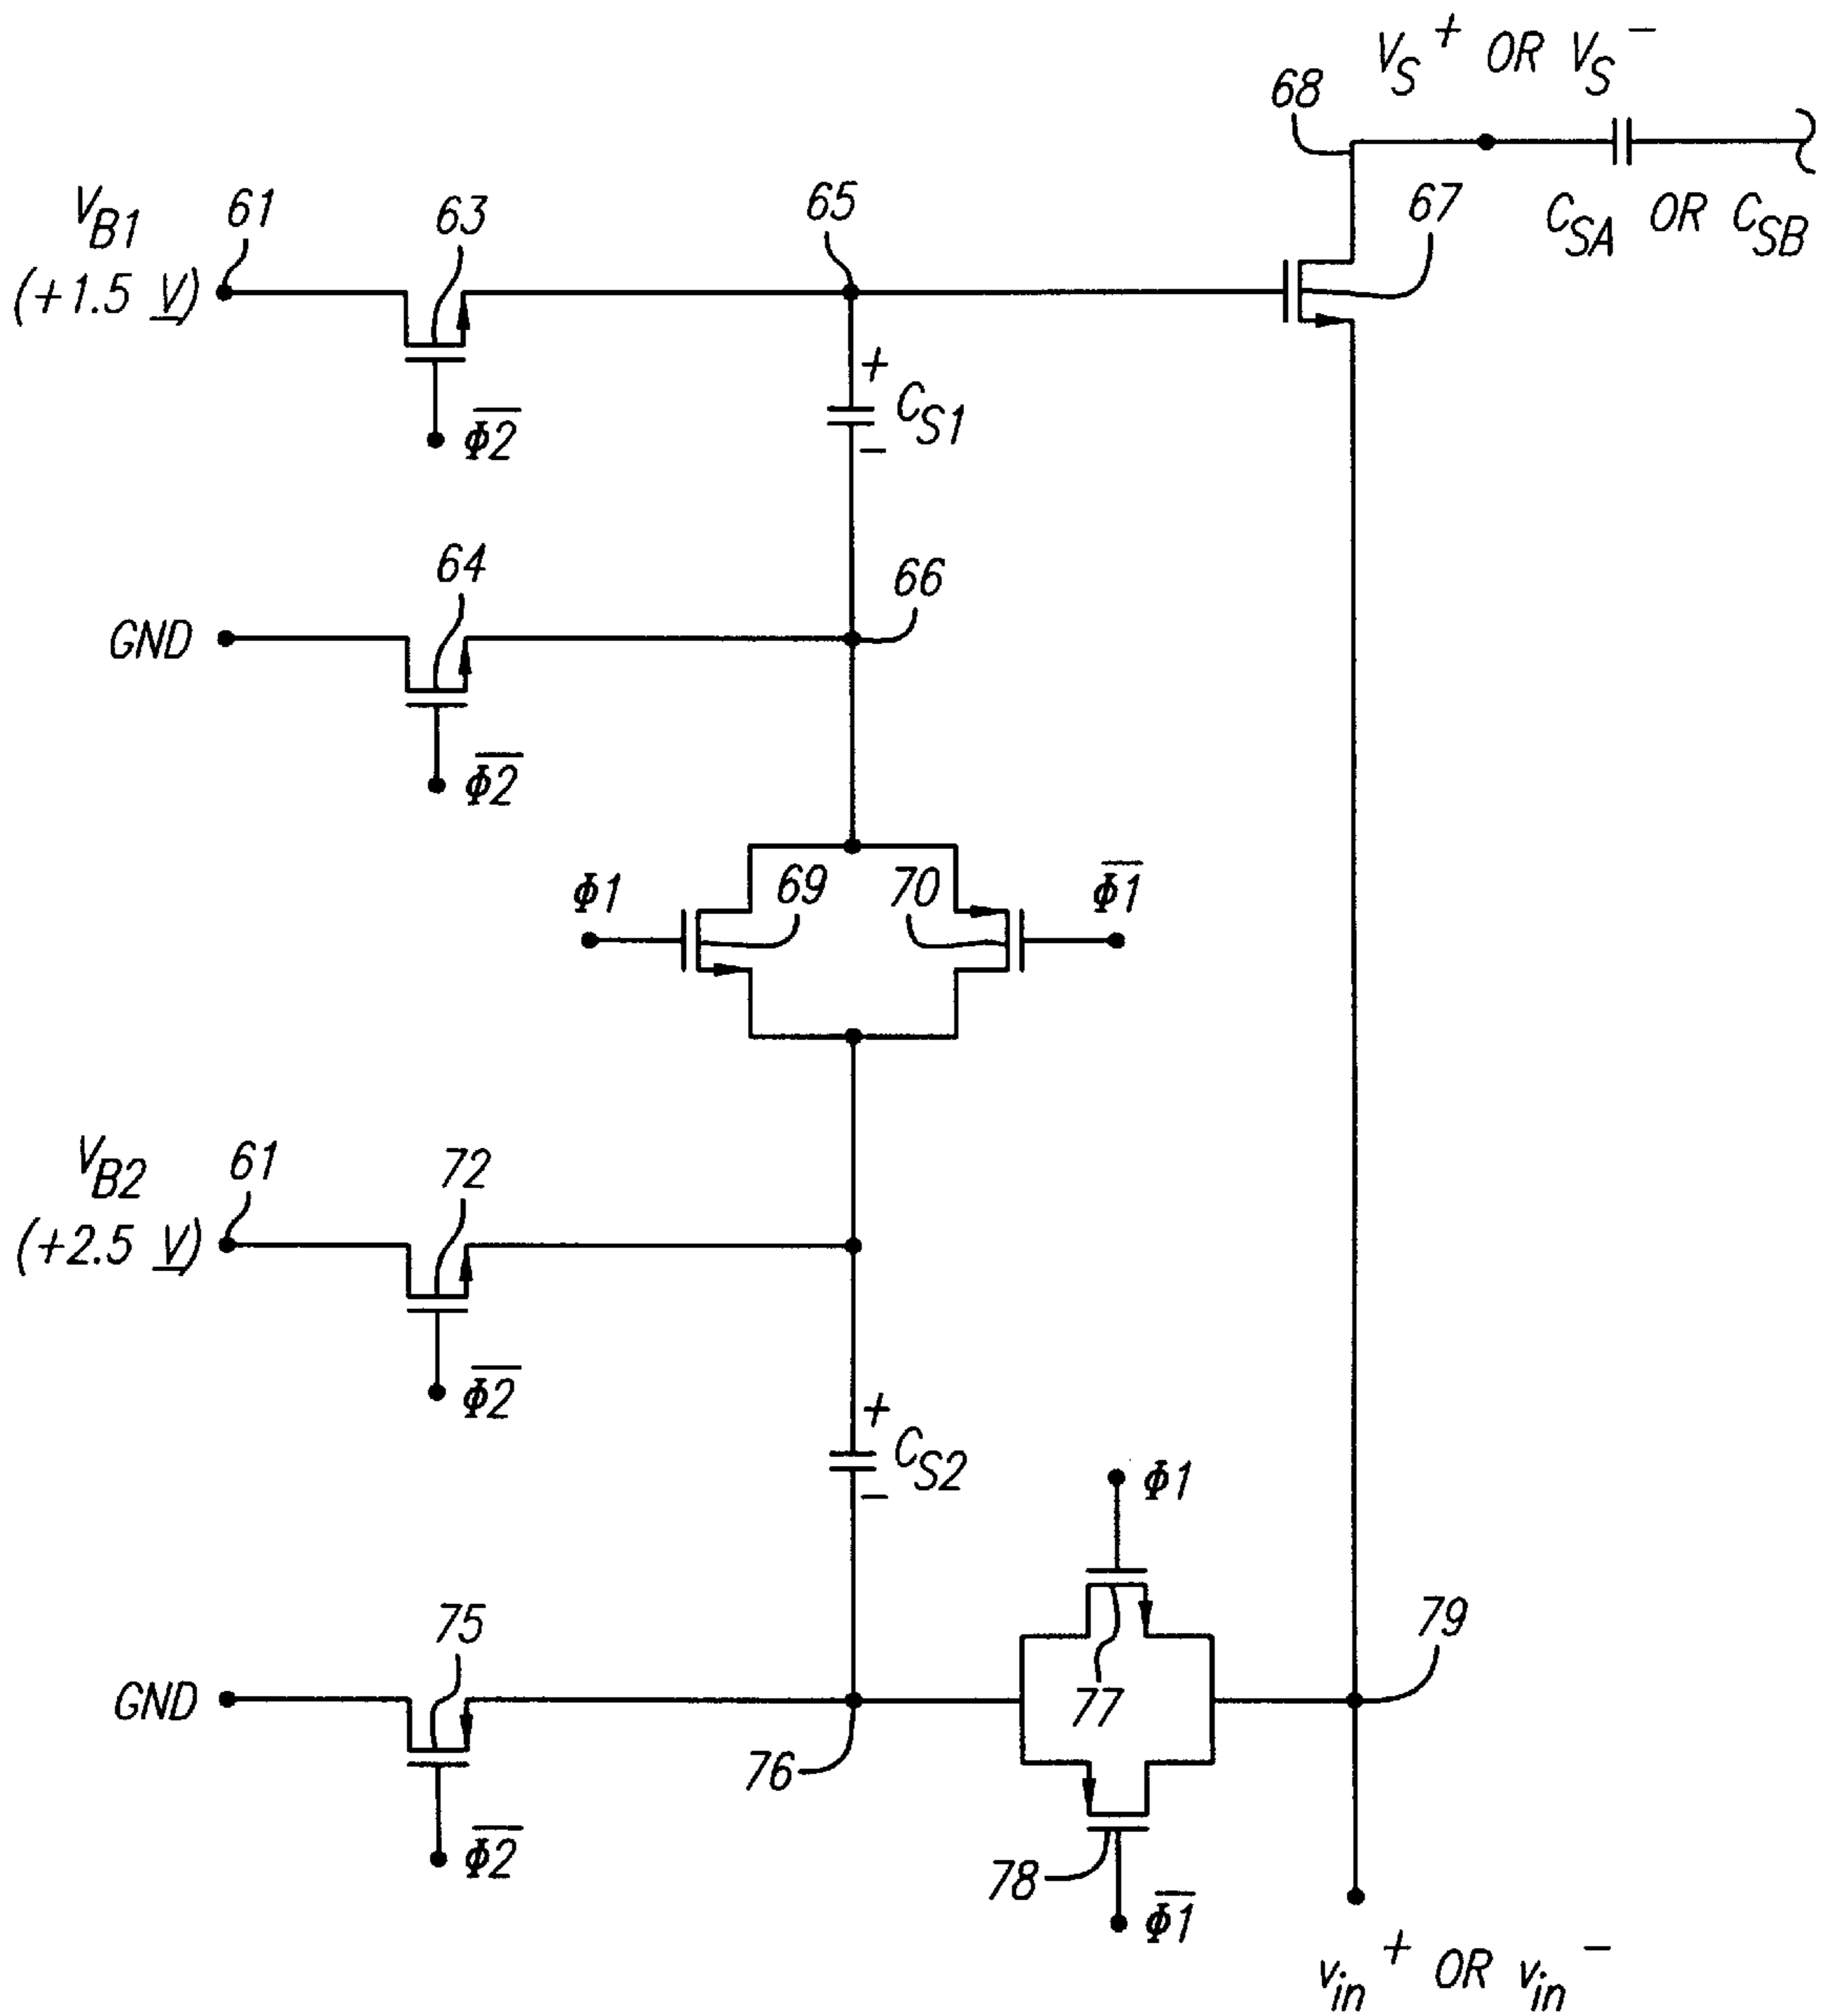 V_S^+ OR V_S^-
68
C_SA OR C_SB
67
V_B1
(+1.5 V)
61
63
65
Φ2̅
+
C_S1
-
64
66
GND
Φ2̅
Φ1
69
70
Φ1̅
V_B2
(+2.5 V)
61
72
Φ2̅
+
C_S2
-
Φ1
75
77
79
GND
76
Φ2̅
78
Φ1̅
v_in^+ OR v_in^-